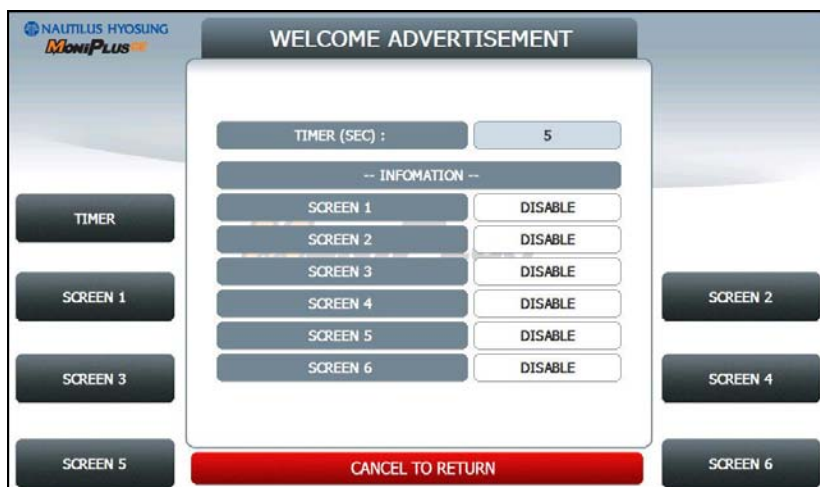 NAUTILUS HYOSUNG
MoniPlus
WELCOME ADVERTISEMENT
TIMER (SEC) : 5
-- INFOMATION --
SCREEN 1 DISABLE
SCREEN 2 DISABLE
SCREEN 3 DISABLE
SCREEN 4 DISABLE
SCREEN 5 DISABLE
SCREEN 6 DISABLE
TIMER
SCREEN 1
SCREEN 2
SCREEN 3
SCREEN 4
SCREEN 5
CANCEL TO RETURN
SCREEN 6